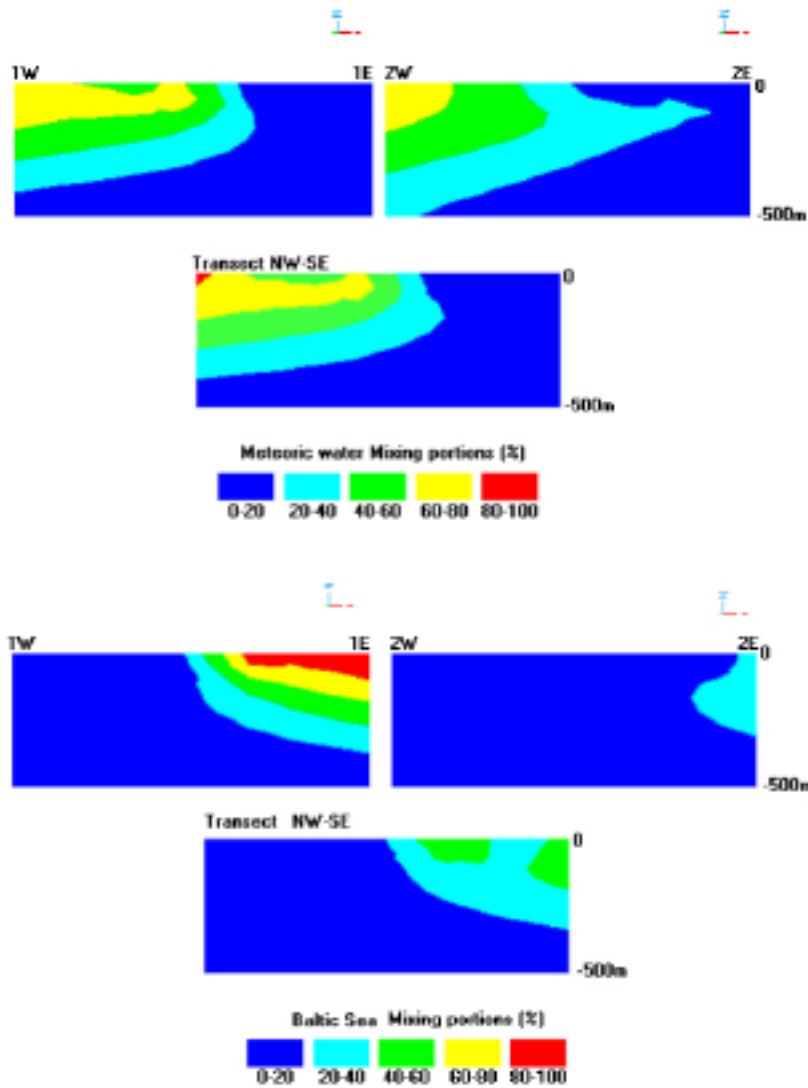 1W 1E 2W 2E 0
-500m
Transect NW-SE 0
-500m
Meteoric water Mixing portions (%)
0-20 20-40 40-60 60-80 80-100
1W 1E 2W 2E 0
-500m
Transect NW-SE 0
-500m
Baltic Sea Mixing portions (%)
0-20 20-40 40-60 60-80 80-100